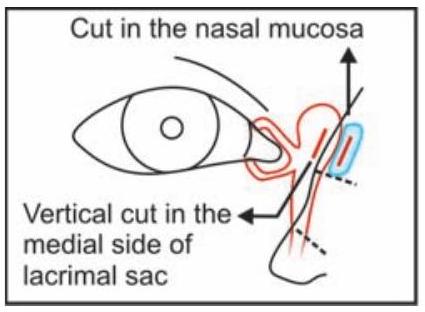 Cut in the nasal mucosa
Vertical cut in the
medial side of
lacrimal sac